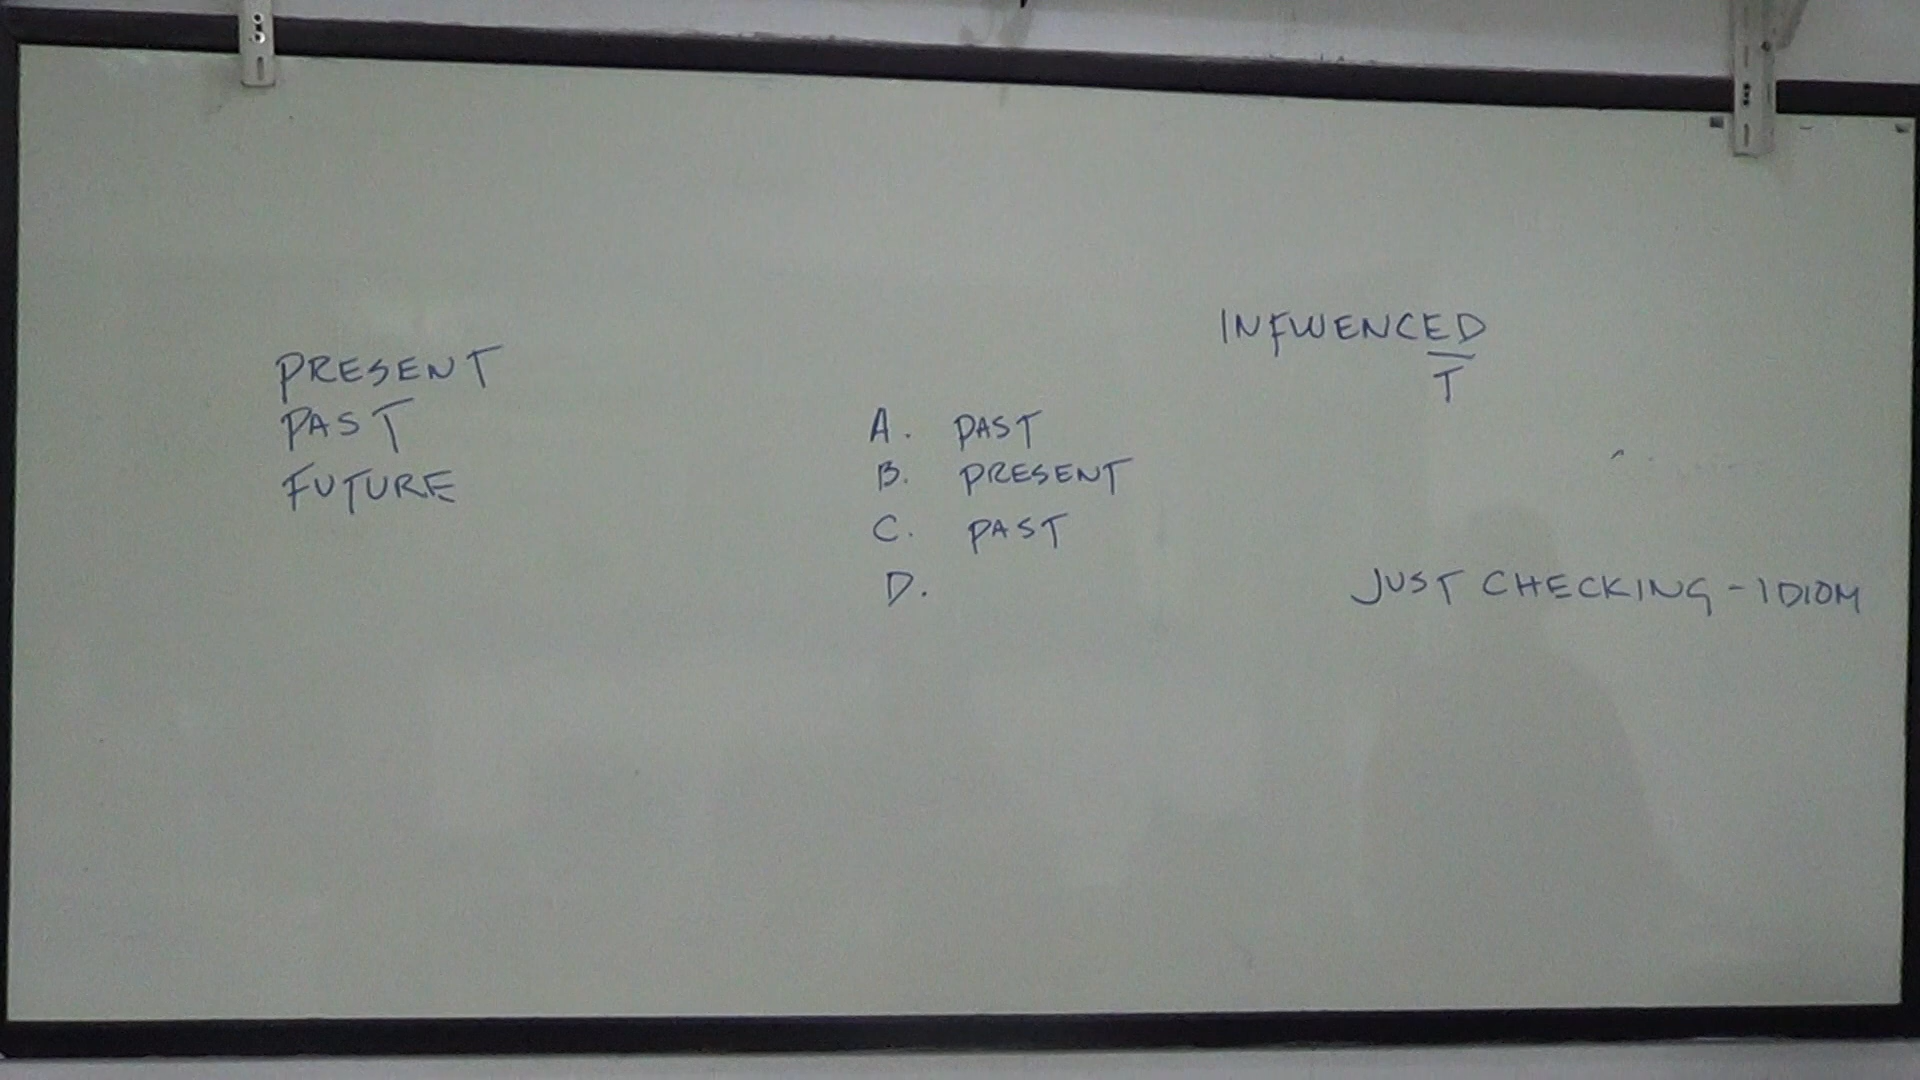 PRESENT
PAST
FUTURE
A. PAST
B. PRESENT
C. PAST
D.
INFLUENCED
T
JUST CHECKING - IDIOM